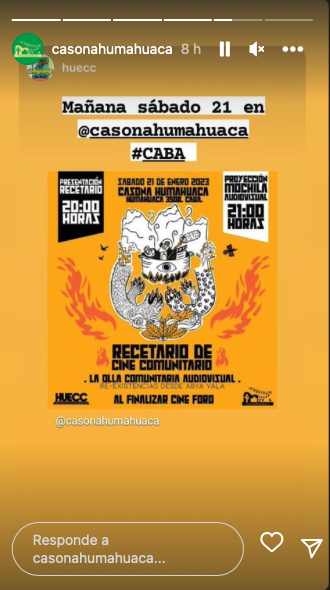 casonahumahuaca 8 h
huecc
Mañana sábado 21 en
@casonahumahuaca
#CABA
PRESENTACIÓN
RECETARIO
20:00
HORAS
SÁBADO 21 DE ENERO 2023
CASONA HUMAHUACA
HUMAHUACA 3508, CABA.
PROYECCIÓN
MOCHILA
AUDIOVISUAL
21:00
HORAS
RECETARIO DE
CINE COMUNITARIO
. LA OLLA COMUNITARIA AUDIOVISUAL .
RE-EXISTENCIAS DESDE ABYA YALA
HUECC
AL FINALIZAR CINE FORO
@casonahumahuaca
Responde a
casonahumahuaca...